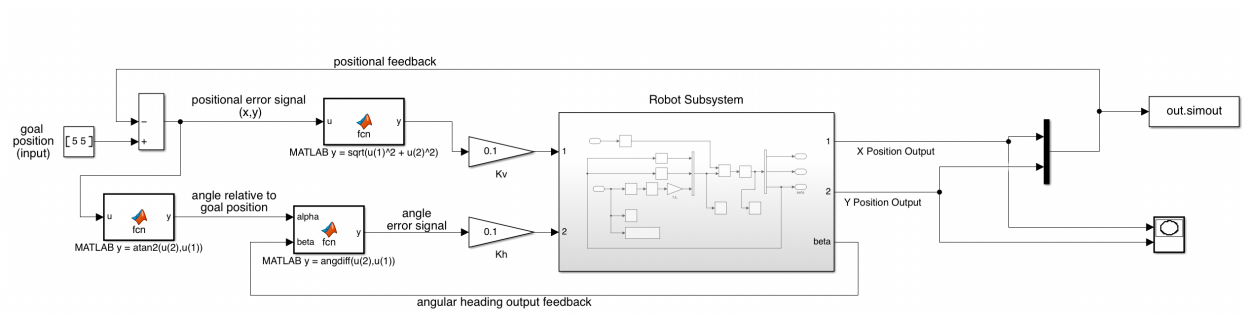 positional feedback
goal
position
(input)
[5 5]
−
+
positional error signal
(x,y)
u
y
fcn
MATLAB y = sqrt(u(1)^2 + u(2)^2)
0.1
Kv
Robot Subsystem
1
2
1
2
beta
X Position Output
Y Position Output
out.simout
u
y
fcn
MATLAB y = atan2(u(2),u(1))
angle relative to
goal position
alpha
beta
y
fcn
MATLAB y = angdiff(u(2),u(1))
angle
error signal
0.1
Kh
angular heading output feedback